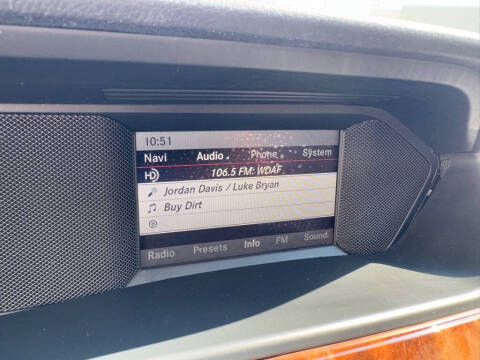 10:51
Navi Audio Phone System
HD 106.5 FM: WDAF
Jordan Davis / Luke Bryan
Buy Dirt
Radio Presets Info FM Sound